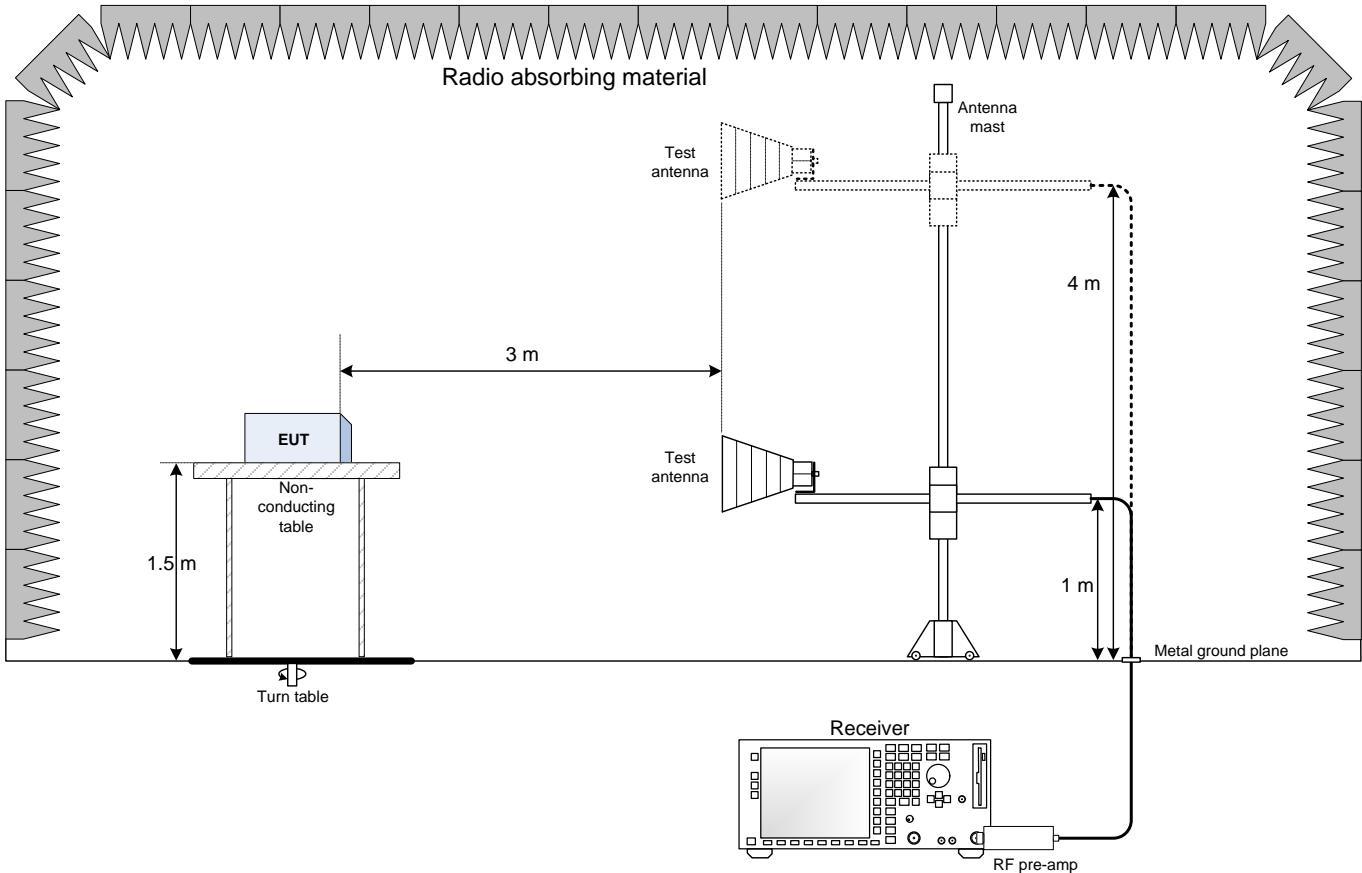 Radio absorbing material
Antenna
mast
Test
antenna
4 m
3 m
EUT
Test
antenna
Non-
conducting
table
1.5 m
1 m
Metal ground plane
Turn table
Receiver
RF pre-amp